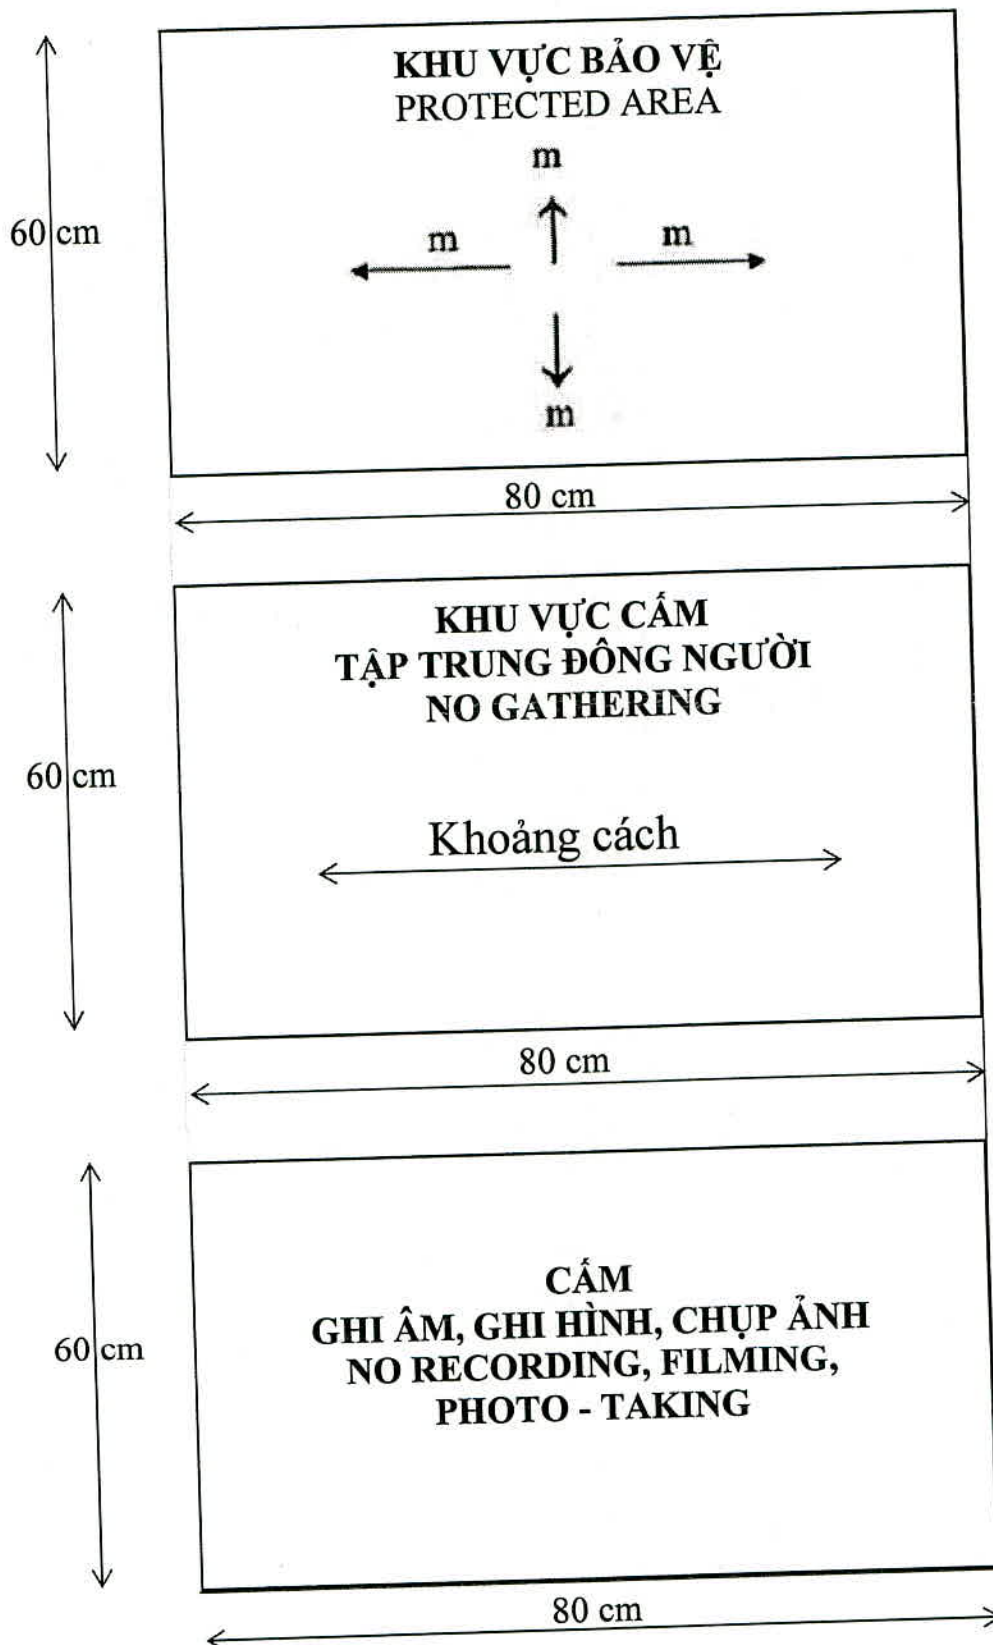 KHU VỰC BẢO VỆ
PROTECTED AREA
m
m
m
60 cm
m
80 cm
KHU VỰC CẤM
TẬP TRUNG ĐÔNG NGƯỜI
NO GATHERING
60 cm
Khoảng cách
80 cm
CẤM
GHI ÂM, GHI HÌNH, CHỤP ẢNH
NO RECORDING, FILMING,
PHOTO - TAKING
60 cm
80 cm